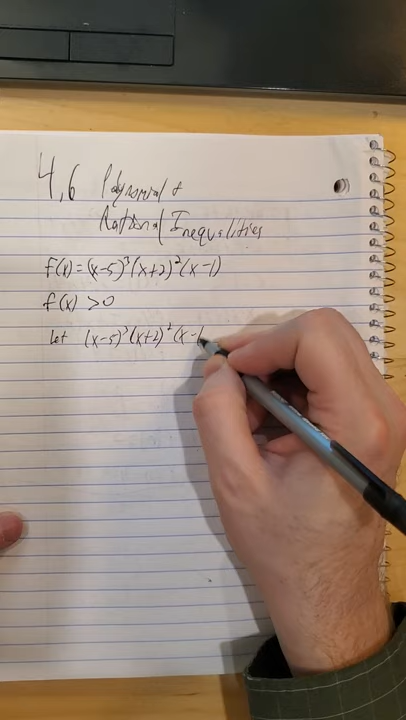 4.6 Polynomial &
Rational Inequalities
f(x)=(x-5)³(x+2)²(x-1)
f(x) >0
let (x-5)³(x+2)²(x-1